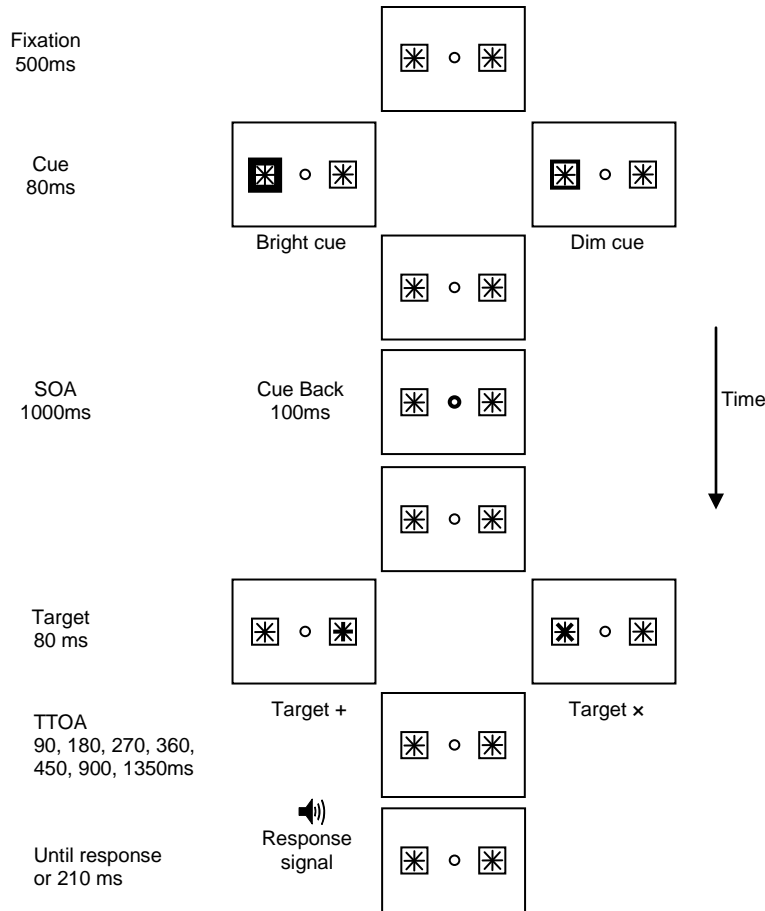 Fixation
500ms
Cue
80ms
Bright cue
Dim cue
SOA
1000ms
Cue Back
100ms
Time
Target
80 ms
Target +
Target ×
TTOA
90, 180, 270, 360,
450, 900, 1350ms
Response
signal
Until response
or 210 ms